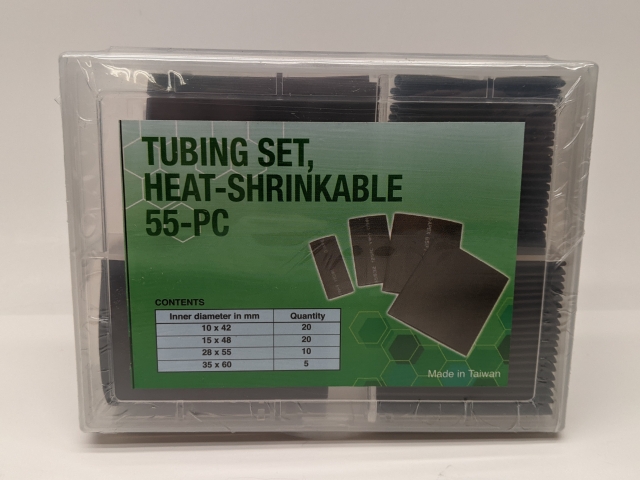 TUBING SET,
HEAT-SHRINKABLE
55-PC
CONTENTS
Inner diameter in mm Quantity
10 x 42 20
15 x 48 20
28 x 55 10
35 x 60 5
Made in Taiwan